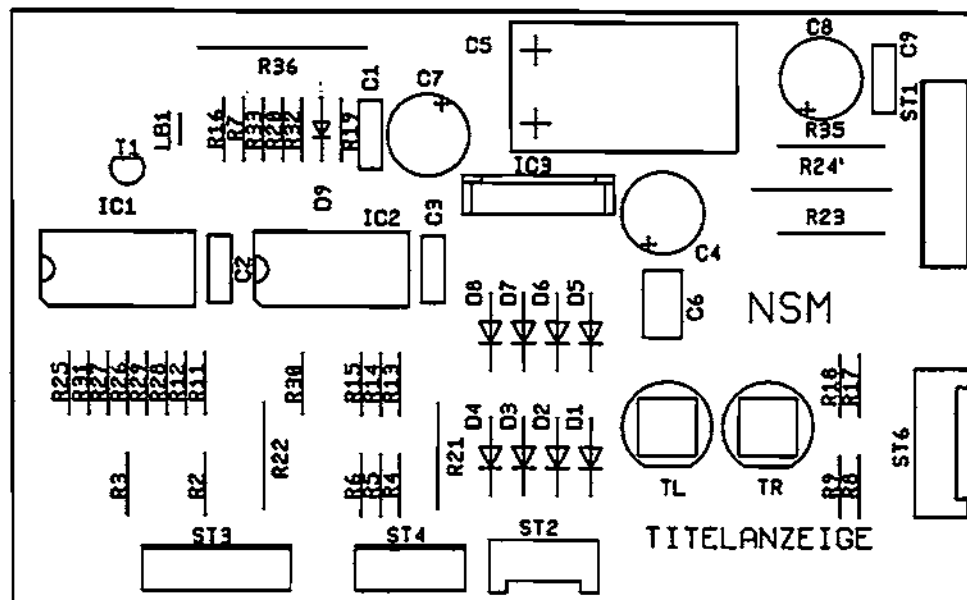 C5
C8
C9
R36
C1
C7
ST1
LB1
R16
R7
R33
R20
R32
R19
R35
T1
IC3
R24'
D9
IC1
IC2
C3
R23
C2
C4
D8
D7
D6
D5
C6
NSM
R25
R31
R27
R26
R29
R28
R12
R11
R30
R15
R14
R13
R18
R17
D4
D3
D2
D1
R22
R21
ST6
R3
R2
R6
R5
R4
TL
TR
R9
R8
ST3
ST4
ST2
TITELANZEIGE